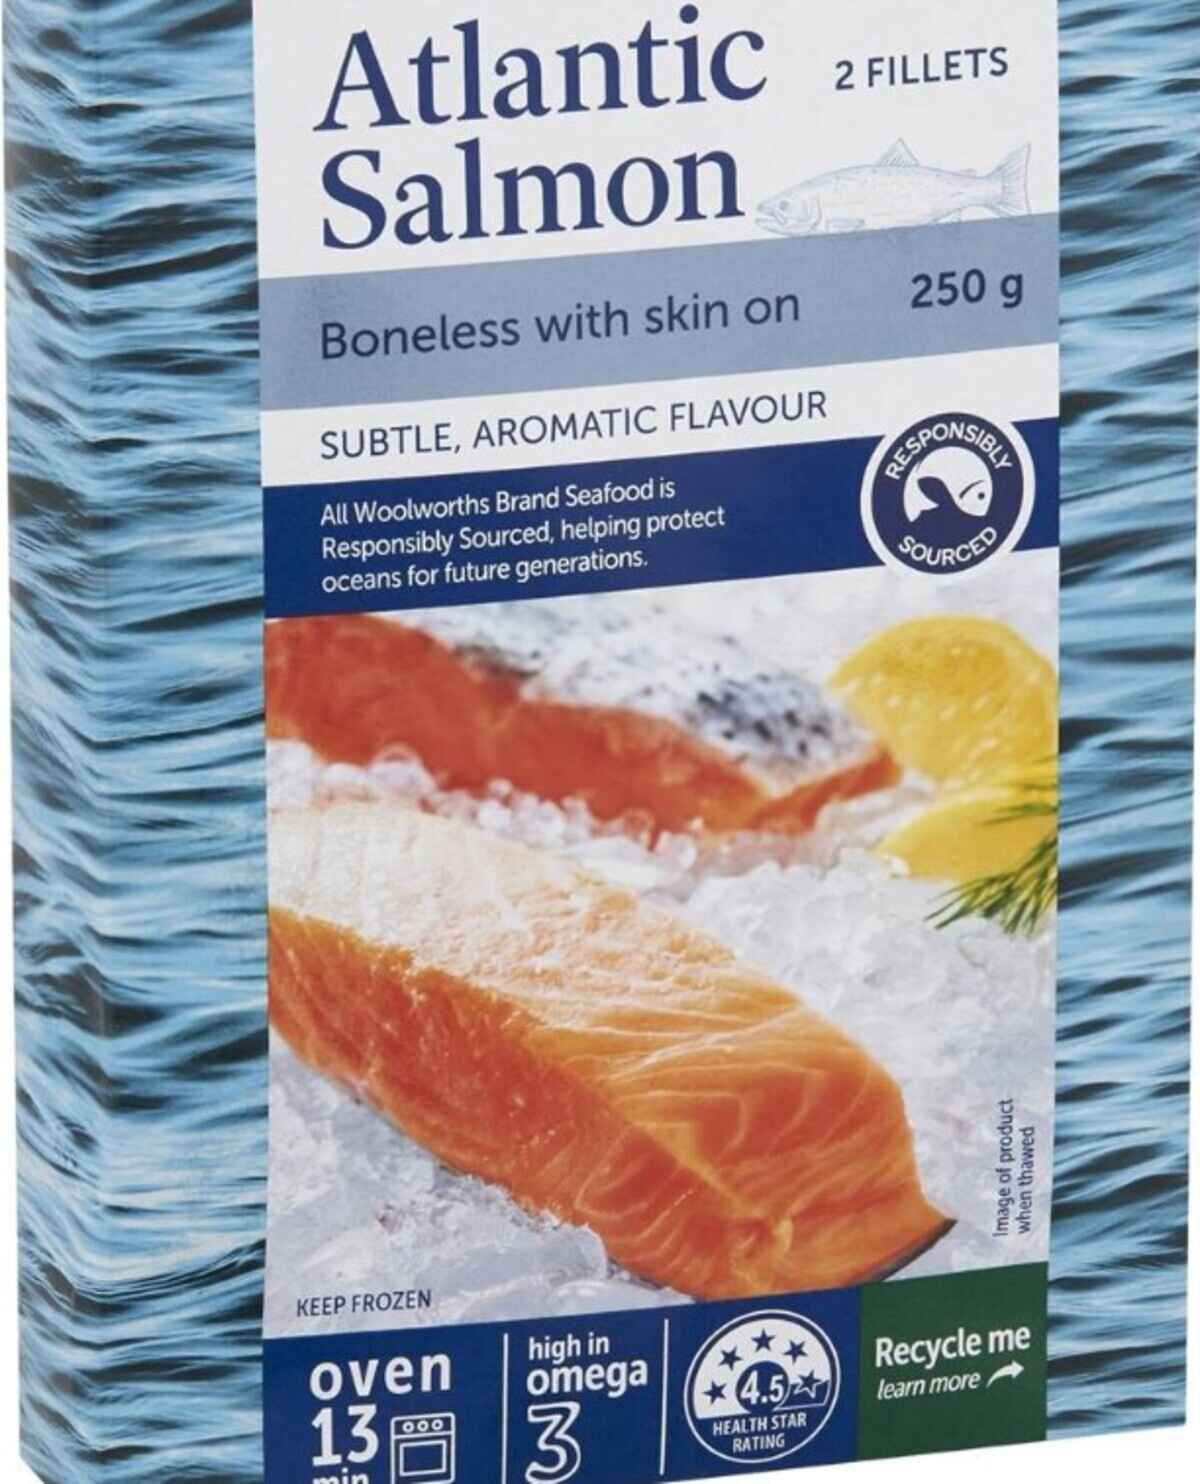 Atlantic
Salmon
2 FILLETS
Boneless with skin on
250 g
SUBTLE, AROMATIC FLAVOUR
All Woolworths Brand Seafood is
Responsibly Sourced, helping protect
oceans for future generations.
RESPONSIBLY
SOURCED
Image of product
when thawed
KEEP FROZEN
oven
13
min
high in
omega
3
4.5
HEALTH STAR
RATING
Recycle me
learn more